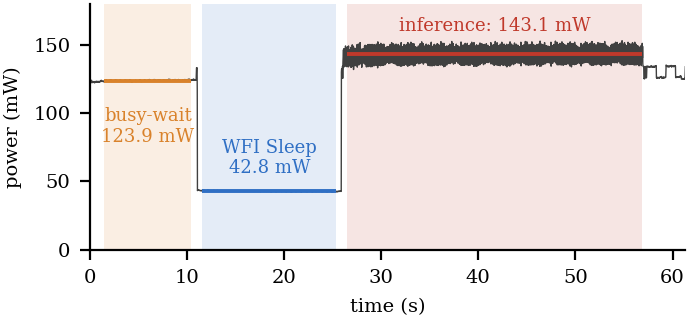 inference: 143.1 mW
150
busy-wait
123.9 mW
100
WFI Sleep
42.8 mW
50
0
power (mW)
0 10 20 30 40 50 60
time (s)